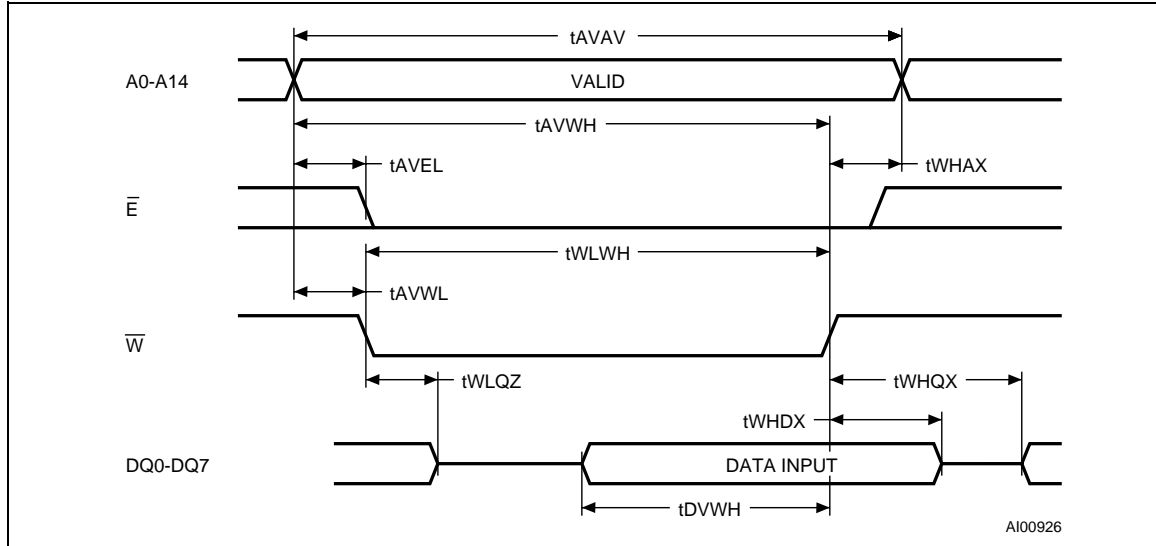 tAVAV
A0-A14
VALID
tAVWH
tAVEL
tWHAX
E
tWLWH
tAVWL
W
tWLQZ
tWHQX
tWHDX
DQ0-DQ7
DATA INPUT
tDVWH
AI00926